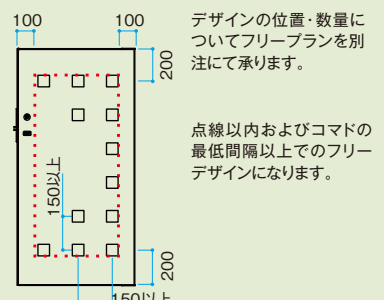 100
100
200
150以上
200
150以上
デザインの位置・数量に
ついてフリープランを別
注にて承ります。
点線以内およびコマドの
最低間隔以上でのフリー
デザインになります。